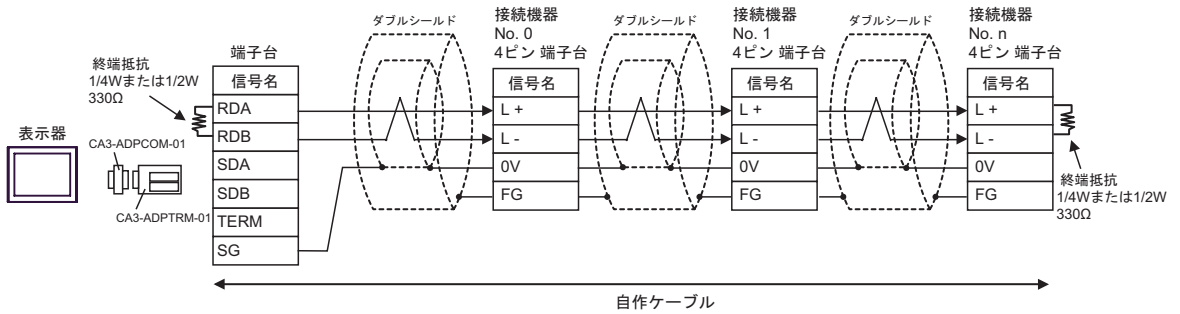 ダブルシールド
ダブルシールド
ダブルシールド
接続機器
No. 0
4ピン 端子台
接続機器
No. 1
4ピン 端子台
接続機器
No. n
4ピン 端子台
端子台
終端抵抗
1/4Wまたは1/2W
330Ω
表示器
CA3-ADPCOM-01
CA3-ADPTRM-01
信号名
RDA
RDB
SDA
SDB
TERM
SG
信号名
L +
L -
0V
FG
信号名
L +
L -
0V
FG
信号名
L +
L -
0V
FG
終端抵抗
1/4Wまたは1/2W
330Ω
自作ケーブル